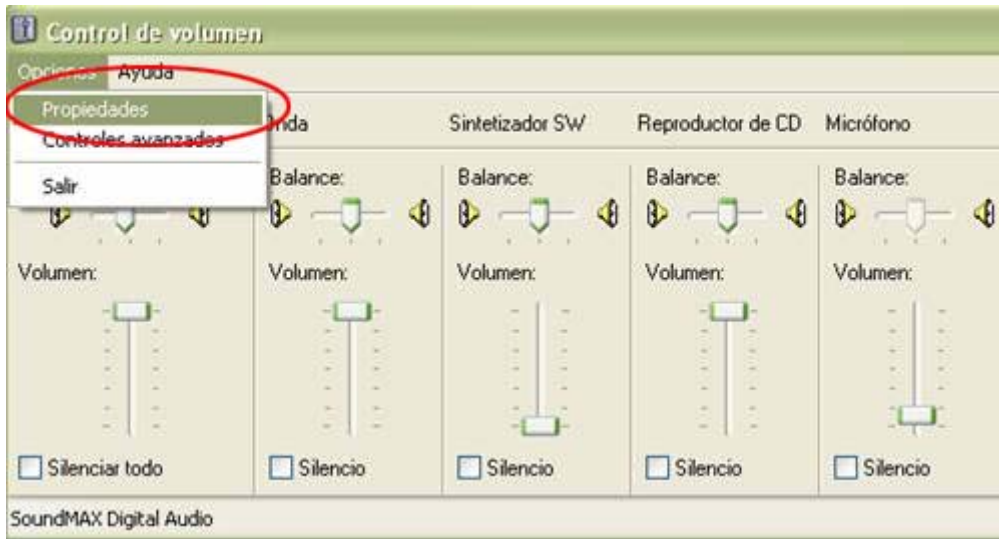 Control de volumen
Opciones Ayuda
Propiedades
Controles avanzados
Salir
Onda Sintetizador SW Reproductor de CD Micrófono
Balance: Balance: Balance: Balance:
Volumen: Volumen: Volumen: Volumen: Volumen:
Silenciar todo Silencio Silencio Silencio Silencio
SoundMAX Digital Audio